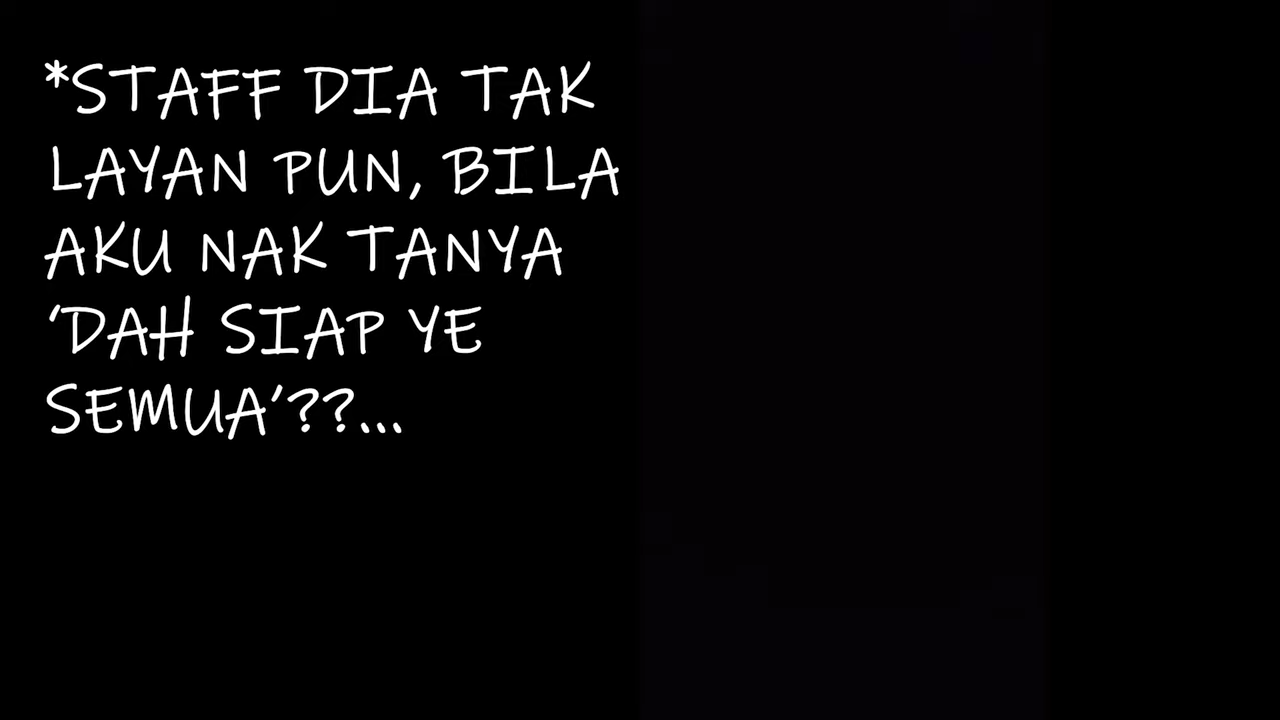 *STAFF DIA TAK
LAYAN PUN, BILA
AKU NAK TANYA
'DAH SIAP YE
SEMUA'??...